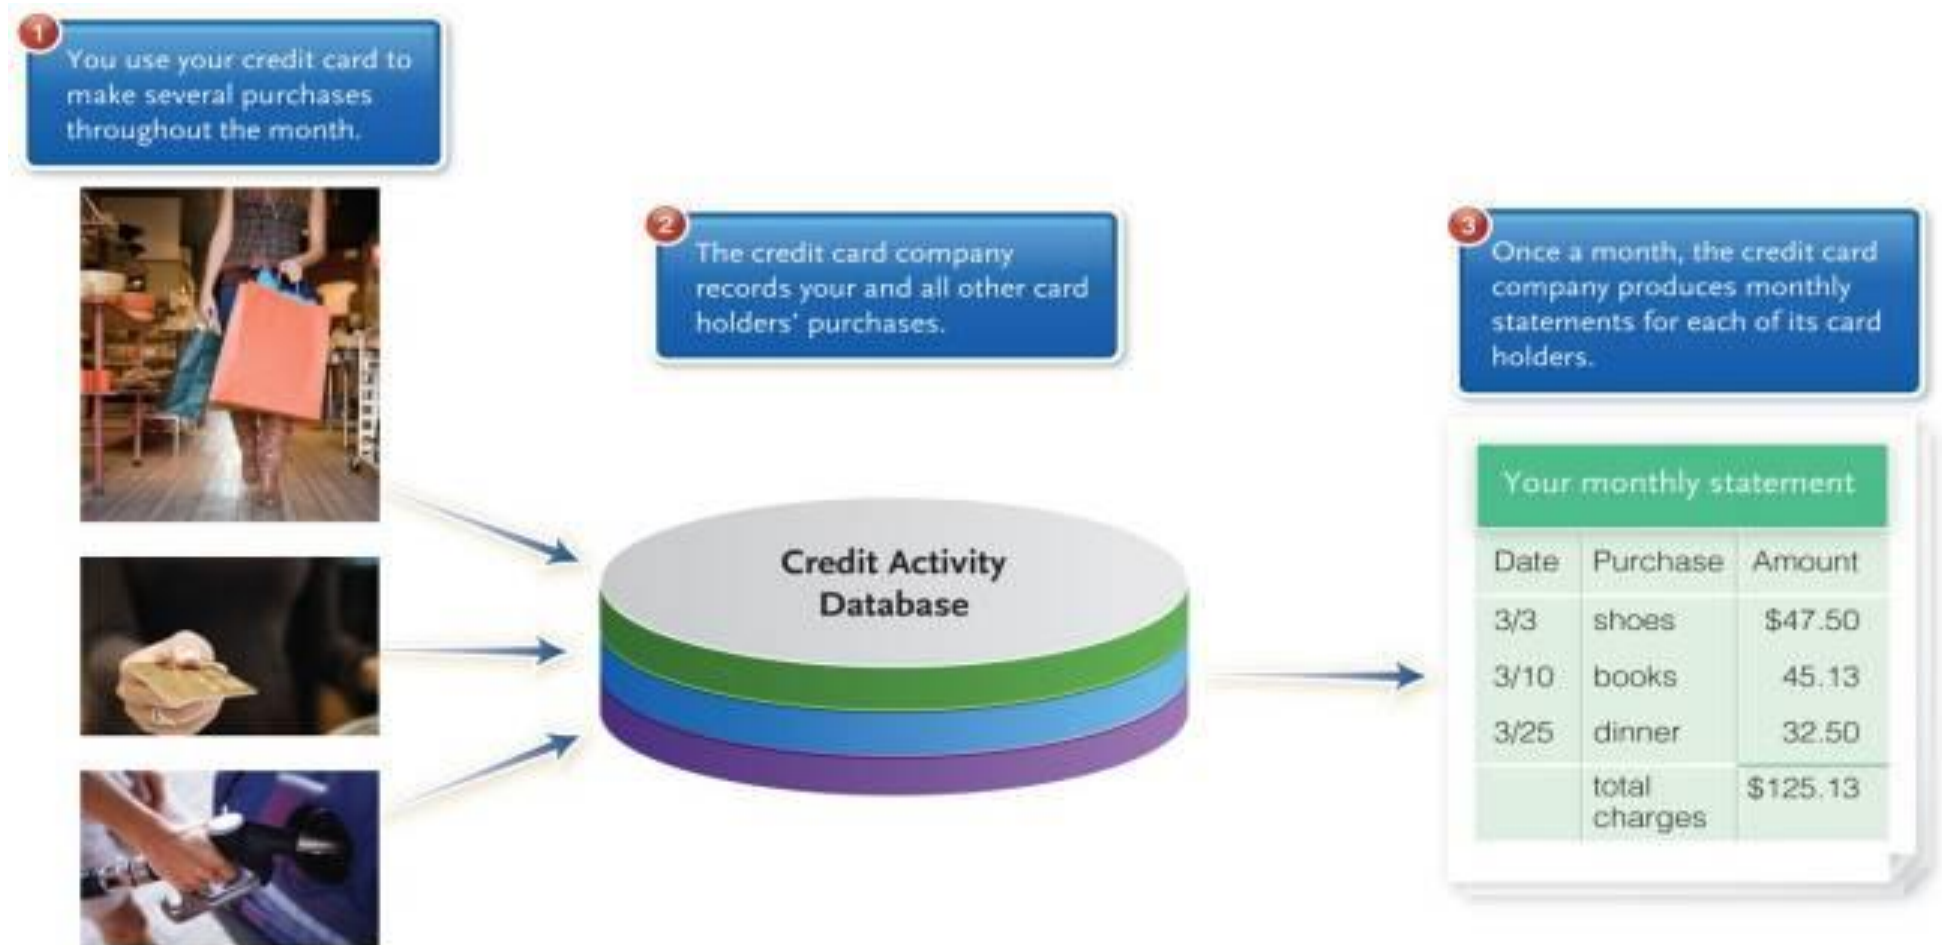 1
You use your credit card to
make several purchases
throughout the month.
2
The credit card company
records your and all other card
holders' purchases.
3
Once a month, the credit card
company produces monthly
statements for each of its card
holders.
Credit Activity
Database
Your monthly statement
Date Purchase Amount
3/3 shoes $47.50
3/10 books 45.13
3/25 dinner 32.50
total $125.13
charges